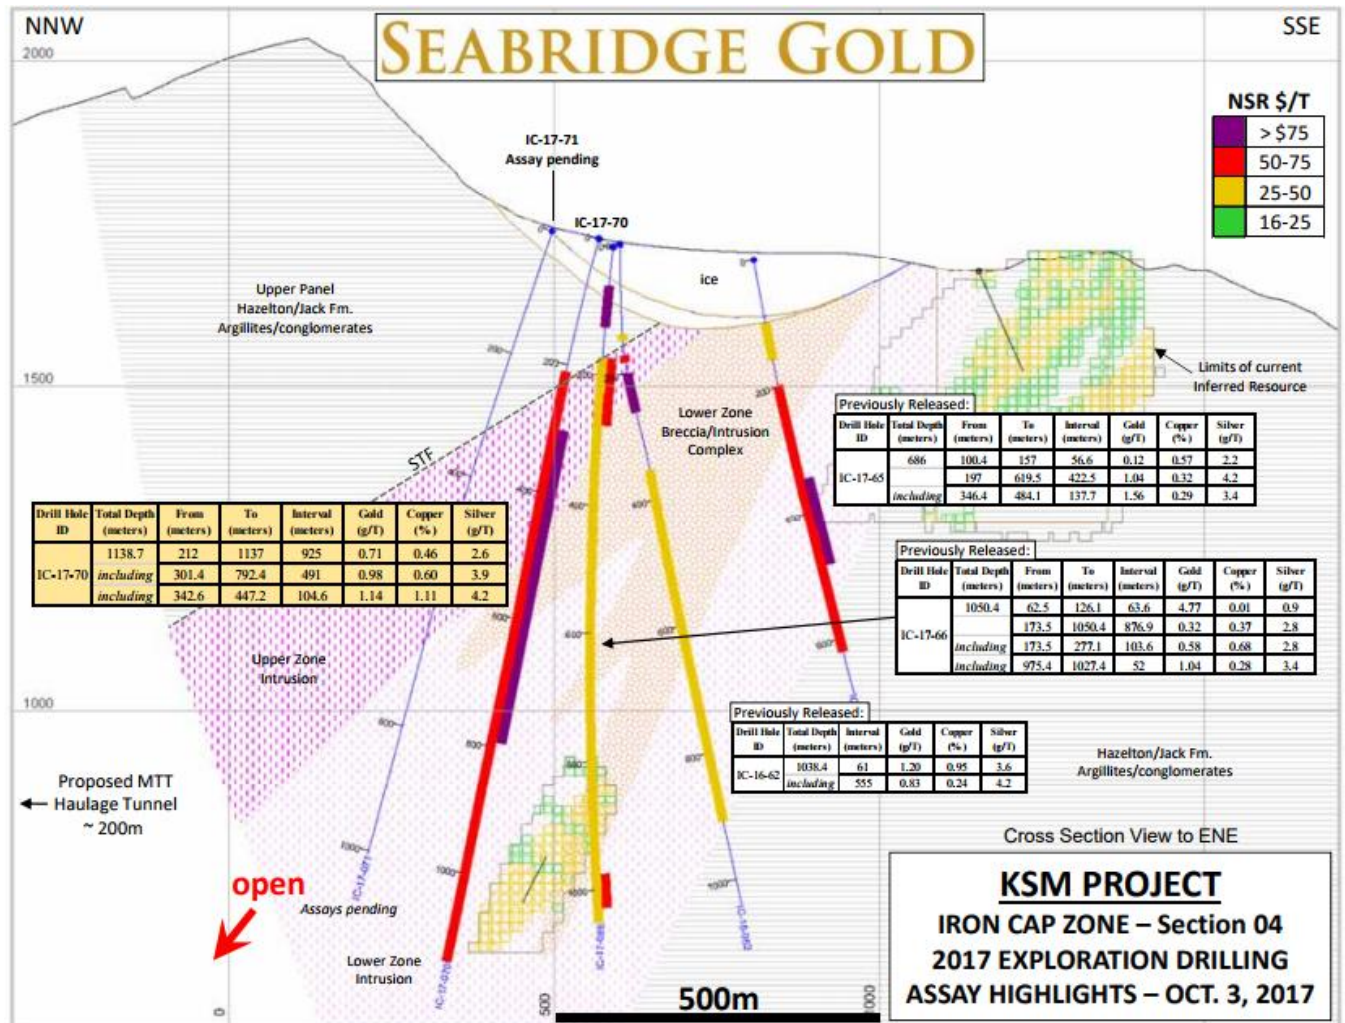 NNW
SEABRIDGE GOLD
SSE
2000
NSR $/T
> $75
50-75
25-50
16-25
IC-17-71
Assay pending
IC-17-70
ice
Upper Panel
Hazelton/Jack Fm.
Argillites/conglomerates
1500
Limits of current
Inferred Resource
Lower Zone
Breccia/Intrusion
Complex
STF
Previously Released:
Drill Hole ID Total Depth (meters) From (meters) To (meters) Interval (meters) Gold (g/T) Copper (%) Silver (g/T)
IC-17-65 686 100.4 157 56.6 0.12 0.57 2.2
197 619.5 422.5 1.04 0.32 4.2
including 346.4 484.1 137.7 1.56 0.29 3.4
Drill Hole ID Total Depth (meters) From (meters) To (meters) Interval (meters) Gold (g/T) Copper (%) Silver (g/T)
IC-17-70 1138.7 212 1137 925 0.71 0.46 2.6
including 301.4 792.4 491 0.98 0.60 3.9
including 342.6 447.2 104.6 1.14 1.11 4.2
Previously Released:
Drill Hole ID Total Depth (meters) From (meters) To (meters) Interval (meters) Gold (g/T) Copper (%) Silver (g/T)
IC-17-66 1050.4 62.5 126.1 63.6 4.77 0.01 0.9
173.5 1050.4 876.9 0.32 0.37 2.8
including 173.5 277.1 103.6 0.58 0.68 2.8
including 975.4 1027.4 52 1.04 0.28 3.4
Upper Zone
Intrusion
1000
Previously Released:
Drill Hole ID Total Depth (meters) Interval (meters) Gold (g/T) Copper (%) Silver (g/T)
IC-16-62 1038.4 61 1.20 0.95 3.6
including 555 0.83 0.24 4.2
Hazelton/Jack Fm.
Argillites/conglomerates
Proposed MTT
Haulage Tunnel
~ 200m
Cross Section View to ENE
open
Assays pending
IC-17-071
Lower Zone
Intrusion
IC-17-070
0
500
500m
KSM PROJECT
IRON CAP ZONE – Section 04
2017 EXPLORATION DRILLING
ASSAY HIGHLIGHTS – OCT. 3, 2017